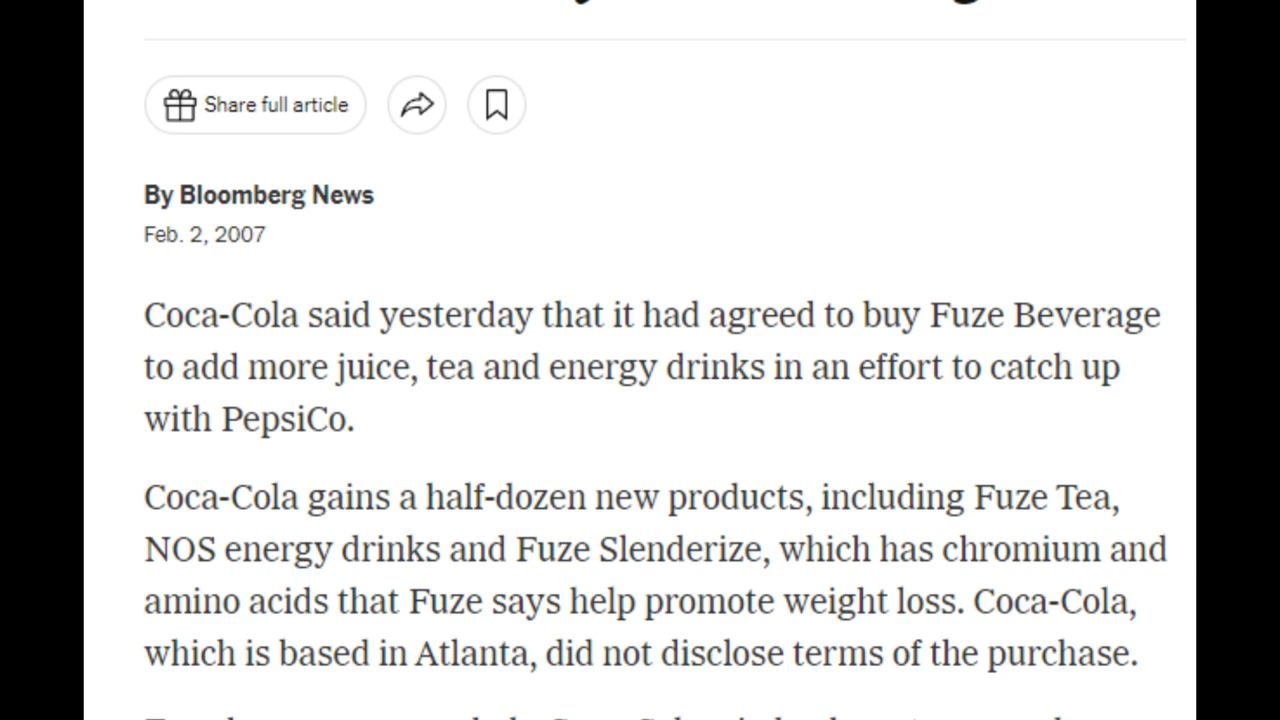 Share full article
By Bloomberg News
Feb. 2, 2007
Coca-Cola said yesterday that it had agreed to buy Fuze Beverage
to add more juice, tea and energy drinks in an effort to catch up
with PepsiCo.
Coca-Cola gains a half-dozen new products, including Fuze Tea,
NOS energy drinks and Fuze Slenderize, which has chromium and
amino acids that Fuze says help promote weight loss. Coca-Cola,
which is based in Atlanta, did not disclose terms of the purchase.